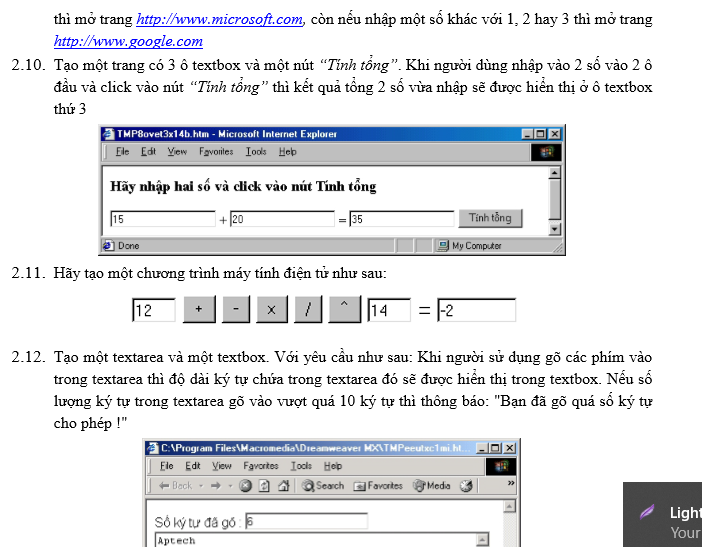 thì mở trang http://www.microsoft.com, còn nếu nhập một số khác với 1, 2 hay 3 thì mở trang
http://www.google.com
2.10. Tạo một trang có 3 ô textbox và một nút “Tính tổng”. Khi người dùng nhập vào 2 số vào 2 ô
đầu và click vào nút “Tính tổng” thì kết quả tổng 2 số vừa nhập sẽ được hiển thị ở ô textbox
thứ 3
TMP8ovet3x14b.htm - Microsoft Internet Explorer
File Edit View Favorites Tools Help
Hãy nhập hai số và click vào nút Tính tổng
15 + 20 = 35 Tính tổng
Done My Computer
2.11. Hãy tạo một chương trình máy tính điện tử như sau:
12 + - x / ^ 14 = -2
2.12. Tạo một textarea và một textbox. Với yêu cầu như sau: Khi người sử dụng gõ các phím vào
trong textarea thì độ dài ký tự chứa trong textarea đó sẽ được hiển thị trong textbox. Nếu số
lượng ký tự trong textarea gõ vào vượt quá 10 ký tự thì thông báo: "Bạn đã gõ quá số ký tự
cho phép !"
C:\Program Files\Macromedia\Dreamweaver MX\TMPeeutxc1mi.ht...
File Edit View Favorites Tools Help
Back Search Favorites Media »
Số ký tự đã gõ : 6
Aptech
Light
Your